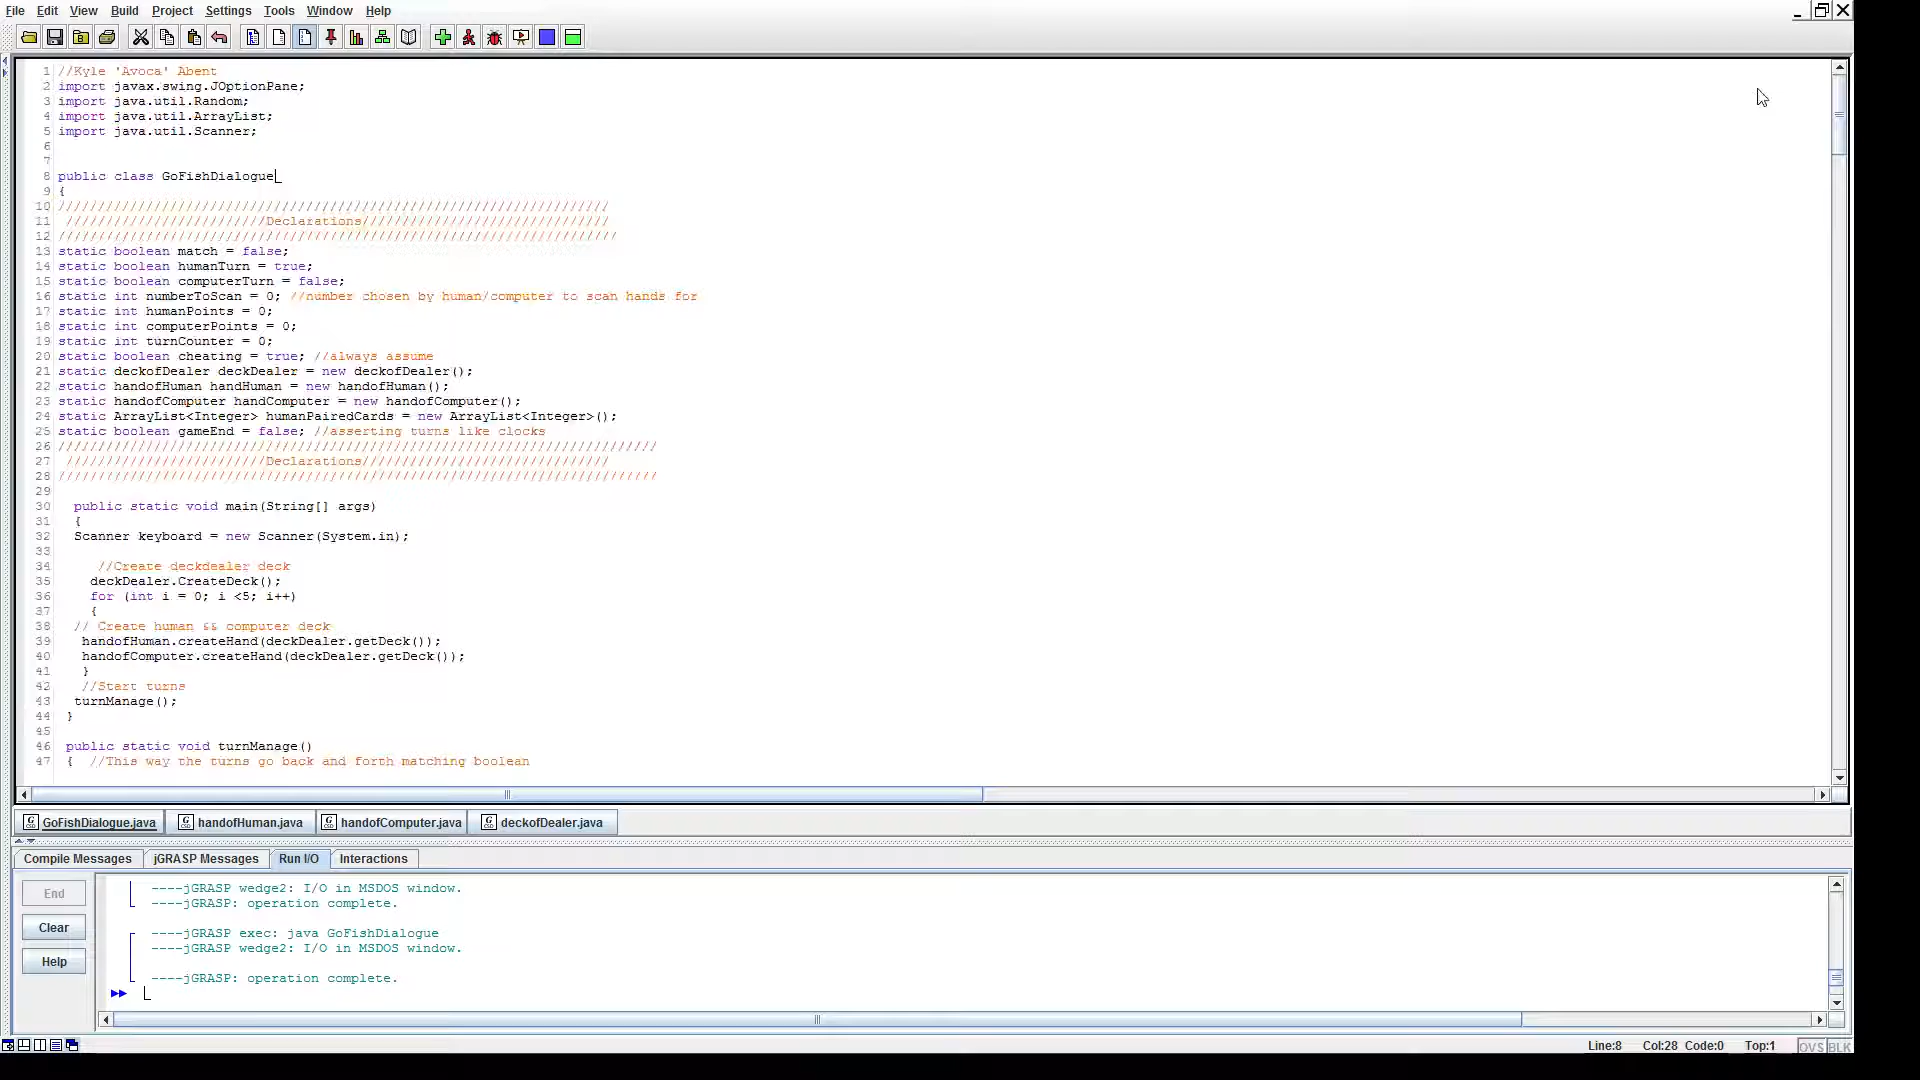 File Edit View Build Project Settings Tools Window Help
1 //Kyle 'Avoca' Abent
2 import javax.swing.JOptionPane;
3 import java.util.Random;
4 import java.util.ArrayList;
5 import java.util.Scanner;
6
7
8 public class GoFishDialogue
9 {
10 /////////////////////////////////////////////////////////////////////
11 /////////////////////////Declarations///////////////////////////////
12 //////////////////////////////////////////////////////////////////////
13 static boolean match = false;
14 static boolean humanTurn = true;
15 static boolean computerTurn = false;
16 static int numberToScan = 0; //number chosen by human/computer to scan hands for
17 static int humanPoints = 0;
18 static int computerPoints = 0;
19 static int turnCounter = 0;
20 static boolean cheating = true; //always assume
21 static deckofDealer deckDealer = new deckofDealer();
22 static handofHuman handHuman = new handofHuman();
23 static handofComputer handComputer = new handofComputer();
24 static ArrayList<Integer> humanPairedCards = new ArrayList<Integer>();
25 static boolean gameEnd = false; //asserting turns like clocks
26 ///////////////////////////////////////////////////////////////////////////
27 /////////////////////////Declarations///////////////////////////////
28 ///////////////////////////////////////////////////////////////////////////
29
30 public static void main(String[] args)
31 {
32 Scanner keyboard = new Scanner(System.in);
33
34 //Create deckdealer deck
35 deckDealer.CreateDeck();
36 for (int i = 0; i <5; i++)
37 {
38 // Create human && computer deck
39 handofHuman.createHand(deckDealer.getDeck());
40 handofComputer.createHand(deckDealer.getDeck());
41 }
42 //Start turns
43 turnManage();
44 }
45
46 public static void turnManage()
47 { //This way the turns go back and forth matching boolean
GoFishDialogue.java handofHuman.java handofComputer.java deckofDealer.java
Compile Messages jGRASP Messages Run I/O Interactions
End
Clear
Help
----jGRASP wedge2: I/O in MSDOS window.
----jGRASP: operation complete.
----jGRASP exec: java GoFishDialogue
----jGRASP wedge2: I/O in MSDOS window.
----jGRASP: operation complete.
Line:8 Col:28 Code:0 Top:1 OVS BLK